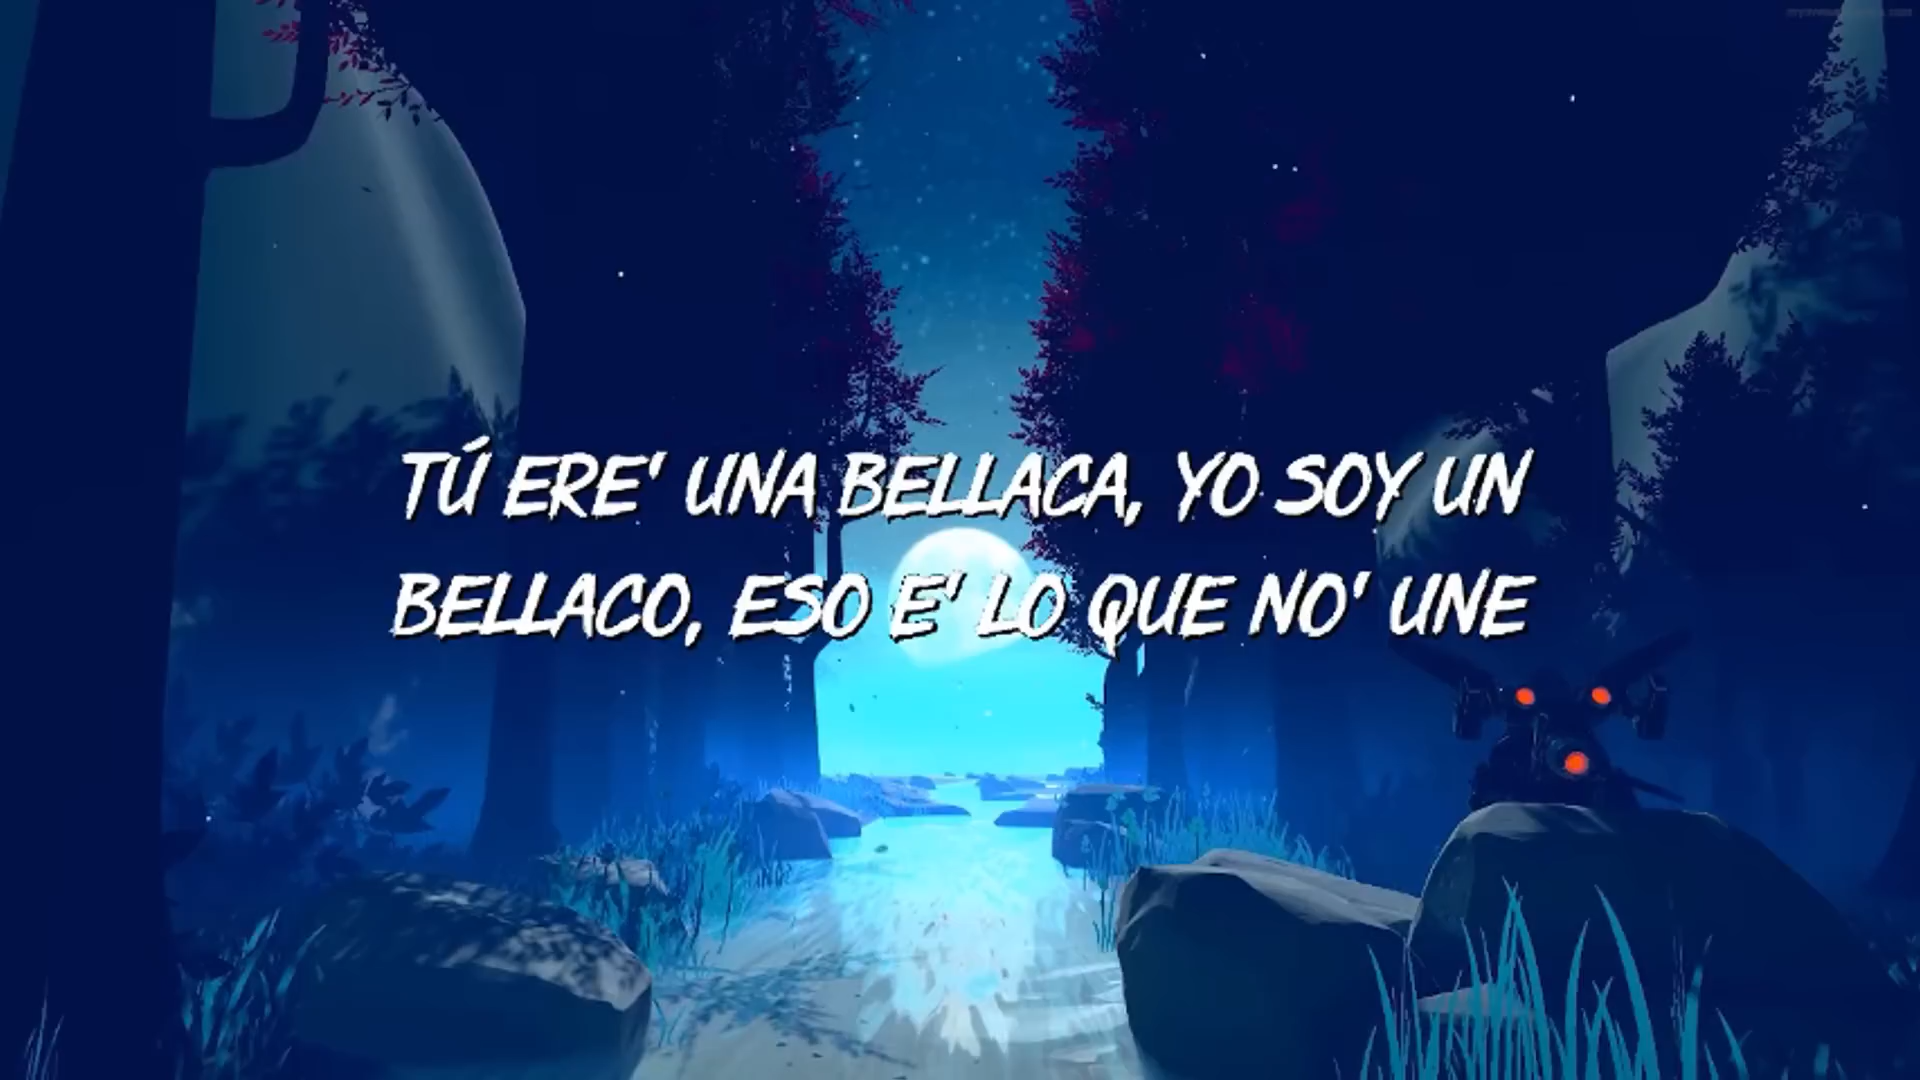 TÚ ERE' UNA BELLACA, YO SOY UN
BELLACO, ESO E' LO QUE NO' UNE